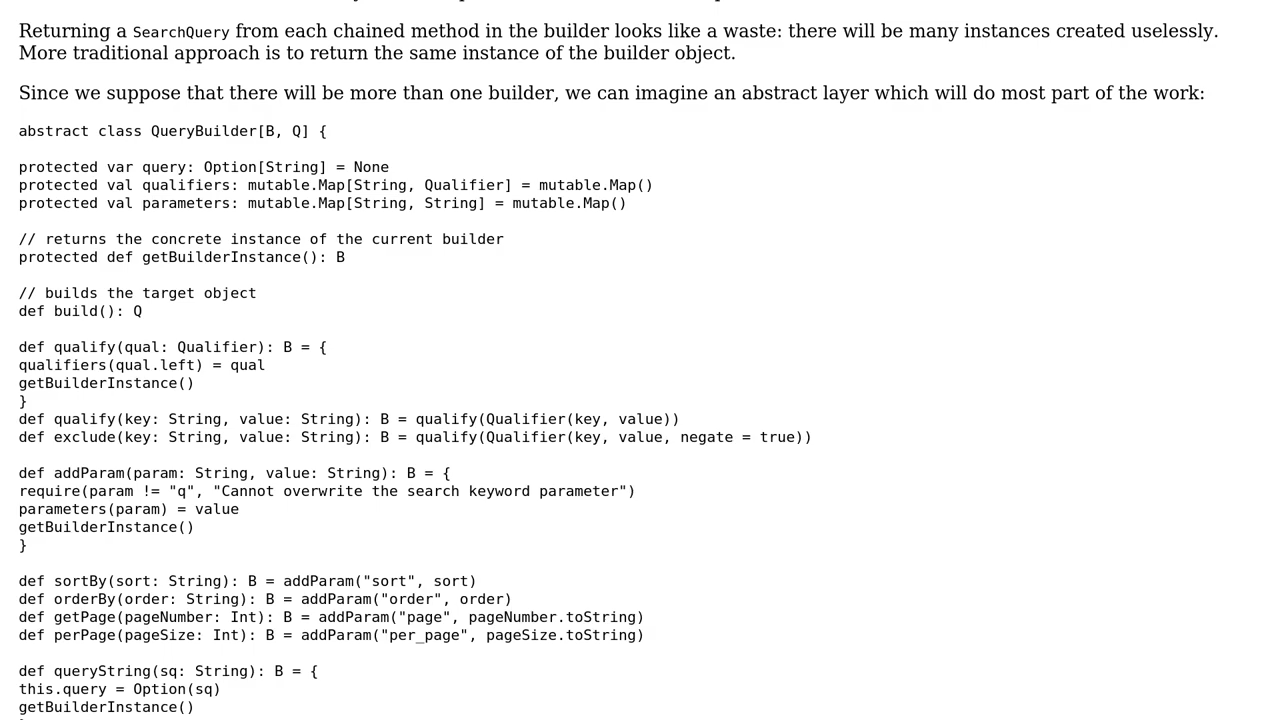 Returning a SearchQuery from each chained method in the builder looks like a waste: there will be many instances created uselessly.
More traditional approach is to return the same instance of the builder object.
Since we suppose that there will be more than one builder, we can imagine an abstract layer which will do most part of the work:
abstract class QueryBuilder[B, Q] {
protected var query: Option[String] = None
protected val qualifiers: mutable.Map[String, Qualifier] = mutable.Map()
protected val parameters: mutable.Map[String, String] = mutable.Map()
// returns the concrete instance of the current builder
protected def getBuilderInstance(): B
// builds the target object
def build(): Q
def qualify(qual: Qualifier): B = {
qualifiers(qual.left) = qual
getBuilderInstance()
}
def qualify(key: String, value: String): B = qualify(Qualifier(key, value))
def exclude(key: String, value: String): B = qualify(Qualifier(key, value, negate = true))
def addParam(param: String, value: String): B = {
require(param != "q", "Cannot overwrite the search keyword parameter")
parameters(param) = value
getBuilderInstance()
}
def sortBy(sort: String): B = addParam("sort", sort)
def orderBy(order: String): B = addParam("order", order)
def getPage(pageNumber: Int): B = addParam("page", pageNumber.toString)
def perPage(pageSize: Int): B = addParam("per_page", pageSize.toString)
def queryString(sq: String): B = {
this.query = Option(sq)
getBuilderInstance()